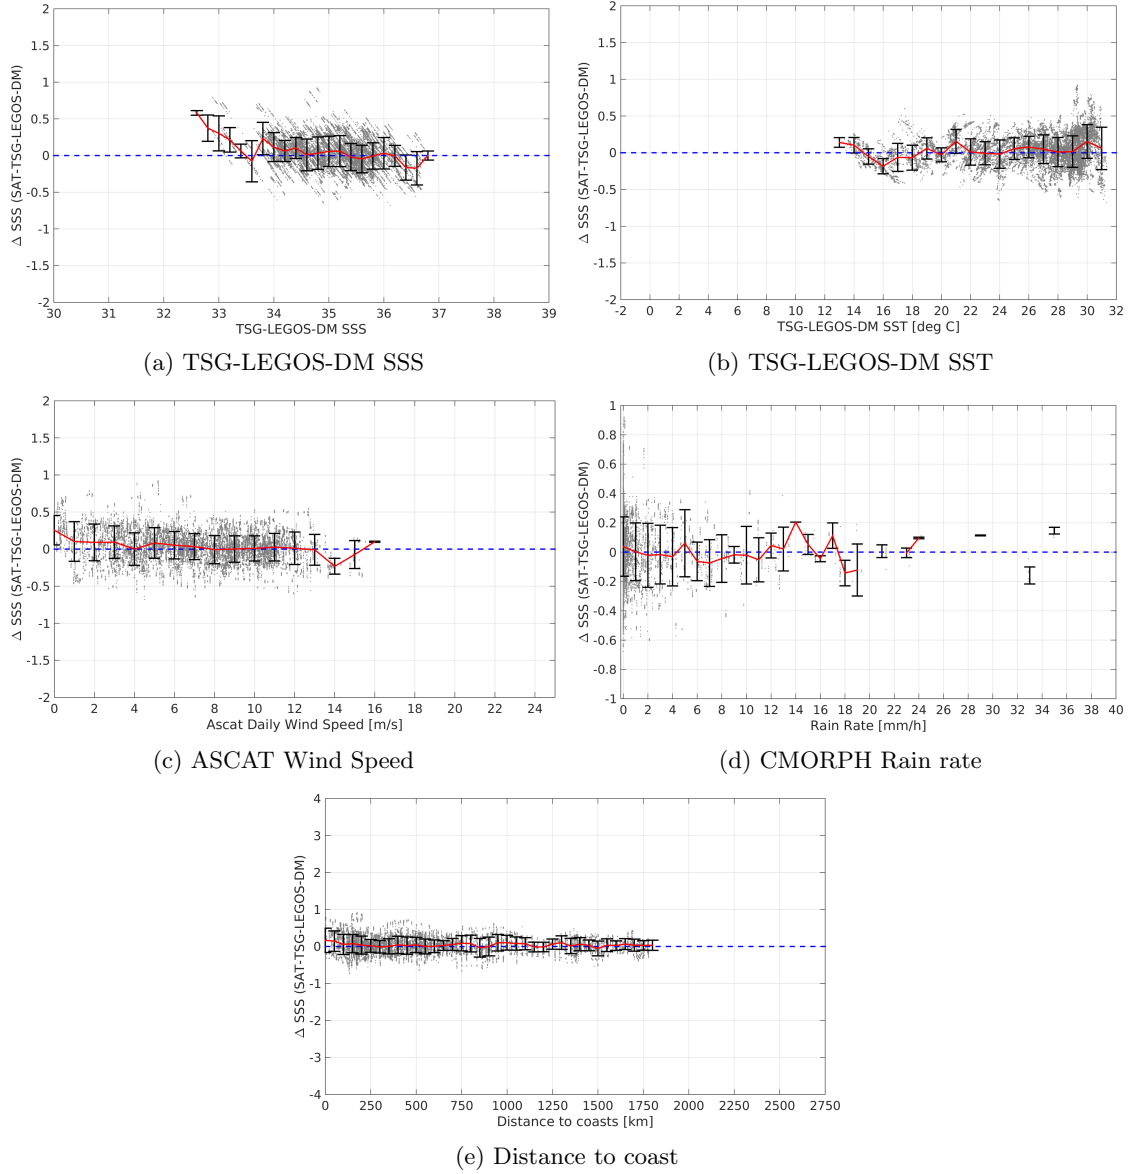 2
1.5
1
0.5
0
-0.5
-1
-1.5
-2
Δ SSS (SAT-TSG-LEGOS-DM)
30 31 32 33 34 35 36 37 38 39
TSG-LEGOS-DM SSS
(a) TSG-LEGOS-DM SSS
2
1.5
1
0.5
0
-0.5
-1
-1.5
-2
Δ SSS (SAT-TSG-LEGOS-DM)
-2 0 2 4 6 8 10 12 14 16 18 20 22 24 26 28 30 32
TSG-LEGOS-DM SST [deg C]
(b) TSG-LEGOS-DM SST
2
1.5
1
0.5
0
-0.5
-1
-1.5
-2
Δ SSS (SAT-TSG-LEGOS-DM)
0 2 4 6 8 10 12 14 16 18 20 22 24
Ascat Daily Wind Speed [m/s]
(c) ASCAT Wind Speed
1
0.8
0.6
0.4
0.2
0
-0.2
-0.4
-0.6
-0.8
-1
Δ SSS (SAT-TSG-LEGOS-DM)
0 2 4 6 8 10 12 14 16 18 20 22 24 26 28 30 32 34 36 38 40
Rain Rate [mm/h]
(d) CMORPH Rain rate
4
3
2
1
0
-1
-2
-3
-4
Δ SSS (SAT-TSG-LEGOS-DM)
0 250 500 750 1000 1250 1500 1750 2000 2250 2500 2750
Distance to coasts [km]
(e) Distance to coast